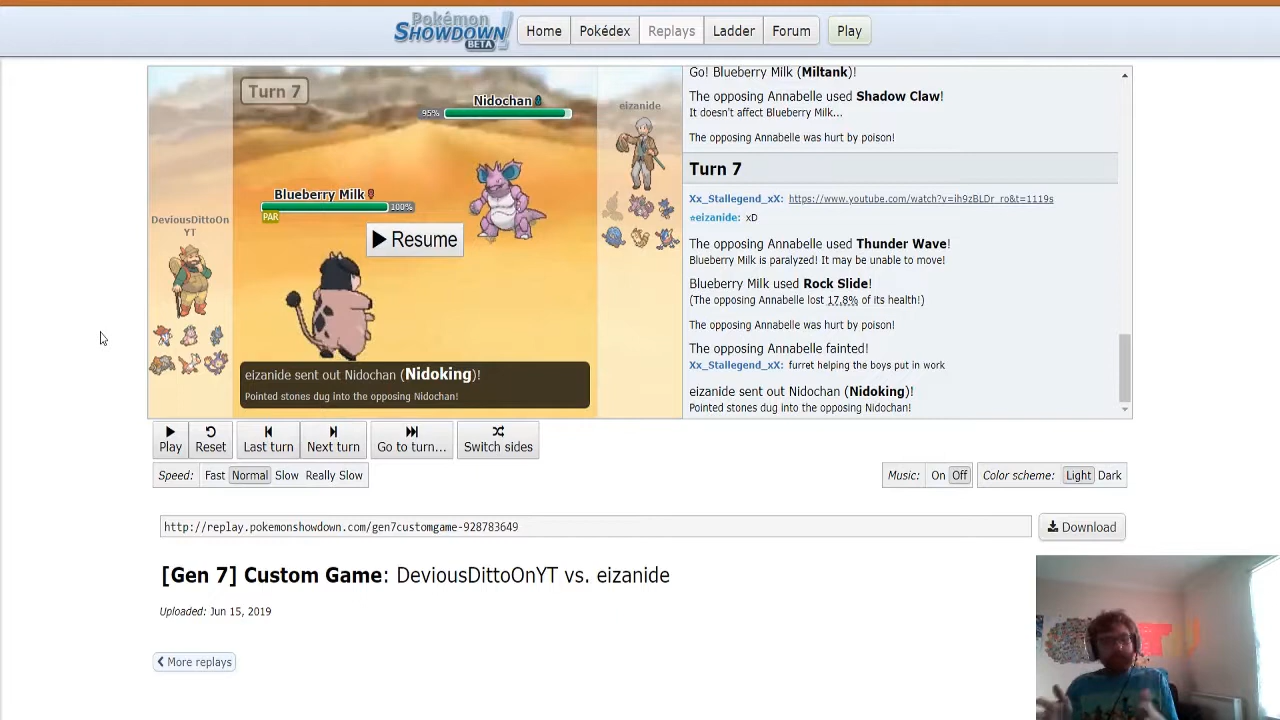 Pokémon
SHOWDOWN!
BETA
Home
Pokédex
Replays
Ladder
Forum
Play
Turn 7
Nidochan
95%
eizanide
Blueberry Milk
100%
PAR
DeviousDittoOn
YT
Resume
eizanide sent out Nidochan (Nidoking)!
Pointed stones dug into the opposing Nidochan!
Go! Blueberry Milk (Miltank)!
The opposing Annabelle used Shadow Claw!
It doesn't affect Blueberry Milk...
The opposing Annabelle was hurt by poison!
Turn 7
Xx_Stallegend_xX: https://www.youtube.com/watch?v=ih9zBLDr_ro&t=1119s
☆eizanide: xD
The opposing Annabelle used Thunder Wave!
Blueberry Milk is paralyzed! It may be unable to move!
Blueberry Milk used Rock Slide!
(The opposing Annabelle lost 17.8% of its health!)
The opposing Annabelle was hurt by poison!
The opposing Annabelle fainted!
Xx_Stallegend_xX: furret helping the boys put in work
eizanide sent out Nidochan (Nidoking)!
Pointed stones dug into the opposing Nidochan!
Play
Reset
Last turn
Next turn
Go to turn...
Switch sides
Speed: Fast Normal Slow Really Slow
Music: On Off
Color scheme: Light Dark
http://replay.pokemonshowdown.com/gen7customgame-928783649
Download
[Gen 7] Custom Game: DeviousDittoOnYT vs. eizanide
Uploaded: Jun 15, 2019
More replays